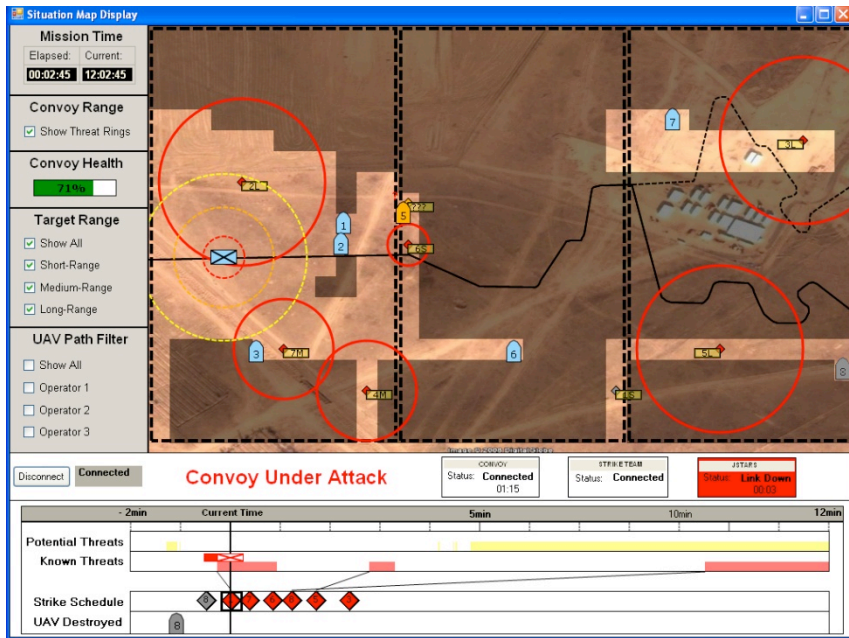 Situation Map Display
Mission Time
Elapsed: Current:
00:02:45 12:02:45
Convoy Range
Show Threat Rings
Convoy Health
71%
Target Range
Show All
Short-Range
Medium-Range
Long-Range
UAV Path Filter
Show All
Operator 1
Operator 2
Operator 3
7
3L
2L
???
5
1
2
6S
3
7M
6
5L
8
4M
Disconnect
Connected
Convoy Under Attack
CONVOY
Status: Connected
01:15
STRIKE TEAM
Status: Connected
JSTARS
Status: Link Down
00:03
- 2min Current Time 5min 10min 12min
Potential Threats
Known Threats
Strike Schedule
8
7
UAV Destroyed
8